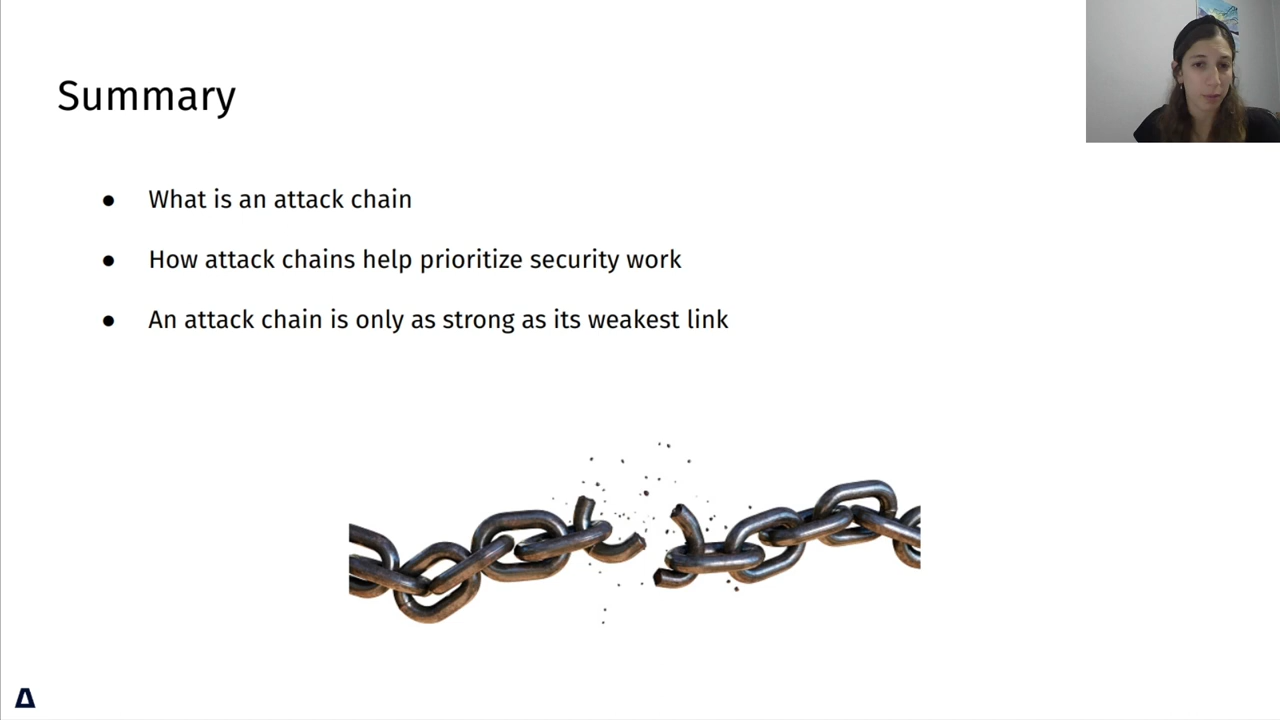 Summary
● What is an attack chain
● How attack chains help prioritize security work
● An attack chain is only as strong as its weakest link